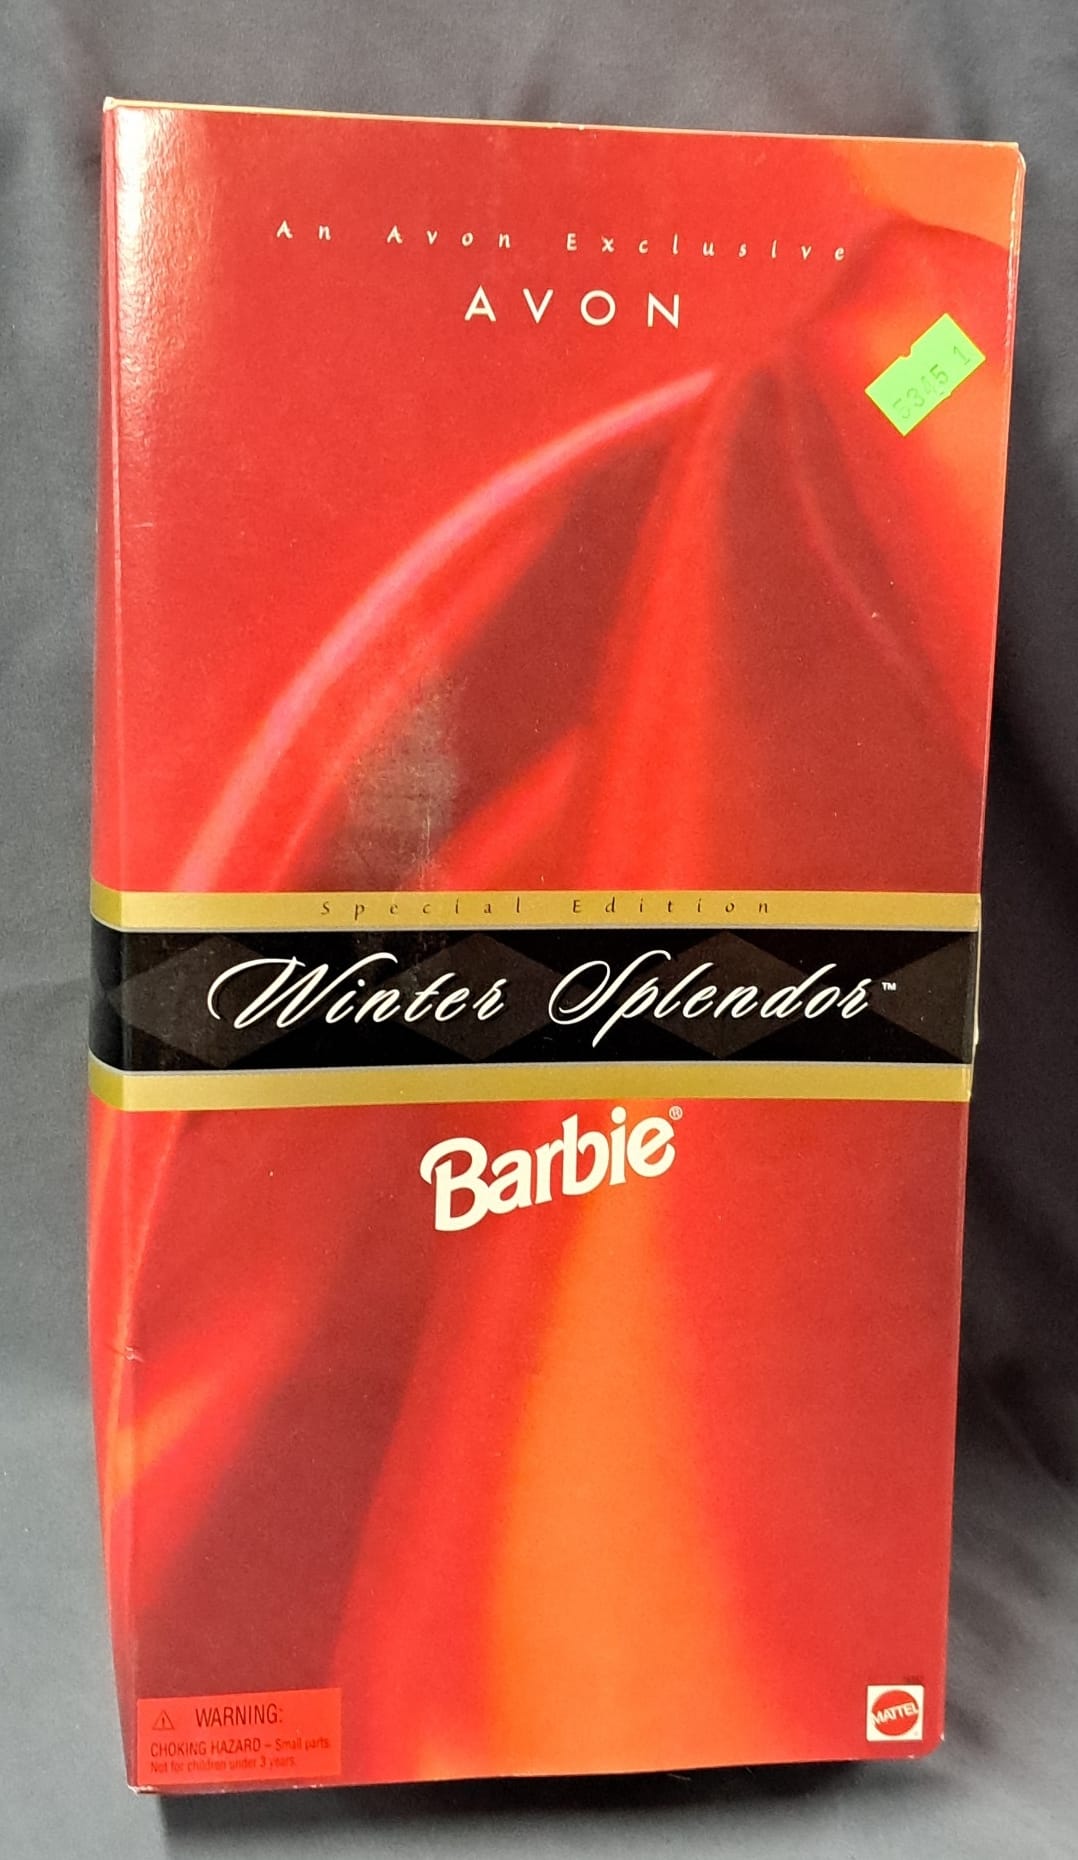 An Avon Exclusive
AVON
5345 1
Special Edition
Winter Splendor™
Barbie®
⚠ WARNING:
CHOKING HAZARD – Small parts.
Not for children under 3 years.
MATTEL